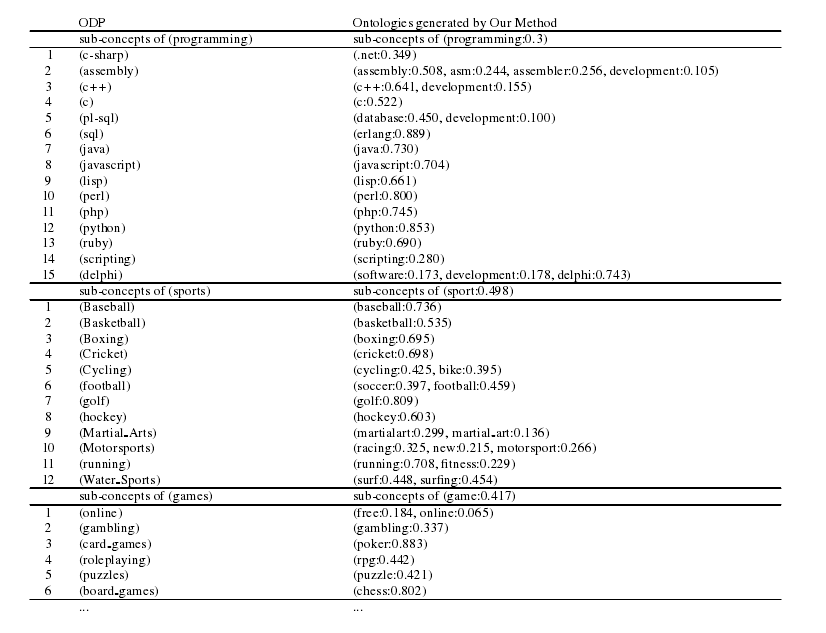 ODP Ontologies generated by Our Method
sub-concepts of (programming) sub-concepts of (programming:0.3)
1 (c-sharp) (.net:0.349)
2 (assembly) (assembly:0.508, asm:0.244, assembler:0.256, development:0.105)
3 (c++) (c++:0.641, development:0.155)
4 (c) (c:0.522)
5 (pl-sql) (database:0.450, development:0.100)
6 (sql) (erlang:0.889)
7 (java) (java:0.730)
8 (javascript) (javascript:0.704)
9 (lisp) (lisp:0.661)
10 (perl) (perl:0.800)
11 (php) (php:0.745)
12 (python) (python:0.853)
13 (ruby) (ruby:0.690)
14 (scripting) (scripting:0.280)
15 (delphi) (software:0.173, development:0.178, delphi:0.743)
sub-concepts of (sports) sub-concepts of (sport:0.498)
1 (Baseball) (baseball:0.736)
2 (Basketball) (basketball:0.535)
3 (Boxing) (boxing:0.695)
4 (Cricket) (cricket:0.698)
5 (Cycling) (cycling:0.425, bike:0.395)
6 (football) (soccer:0.397, football:0.459)
7 (golf) (golf:0.809)
8 (hockey) (hockey:0.603)
9 (Martial_Arts) (martialart:0.299, martial_art:0.136)
10 (Motorsports) (racing:0.325, new:0.215, motorsport:0.266)
11 (running) (running:0.708, fitness:0.229)
12 (Water_Sports) (surf:0.448, surfing:0.454)
sub-concepts of (games) sub-concepts of (game:0.417)
1 (online) (free:0.184, online:0.065)
2 (gambling) (gambling:0.337)
3 (card_games) (poker:0.883)
4 (roleplaying) (rpg:0.442)
5 (puzzles) (puzzle:0.421)
6 (board_games) (chess:0.802)
... ...